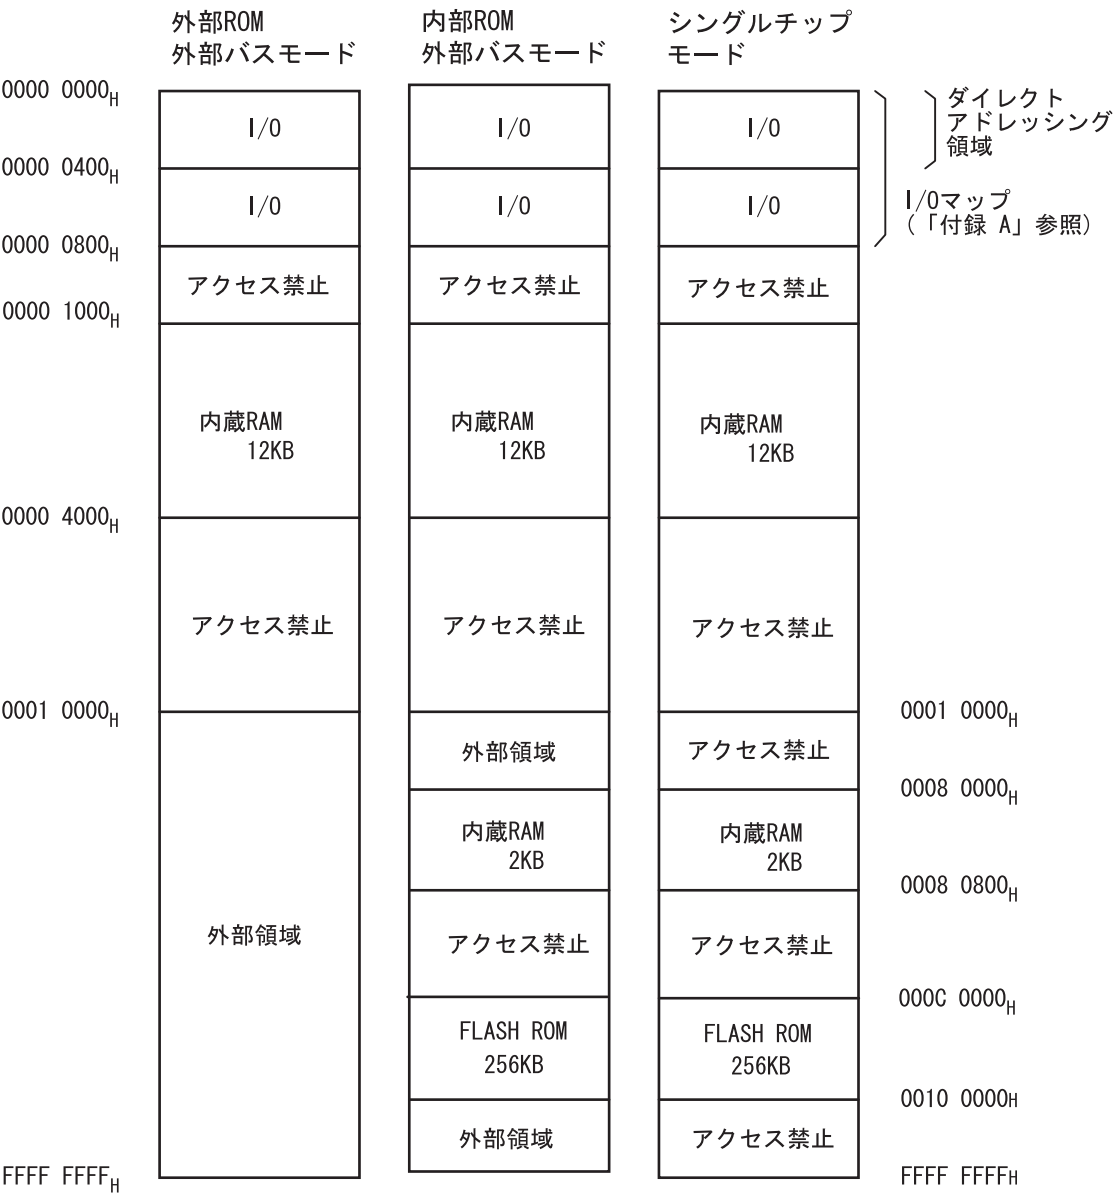 外部ROM
外部バスモード
内部ROM
外部バスモード
シングルチップ
モード
0000 0000H
I/O
I/O
I/O
ダイレクト
アドレッシング
領域
0000 0400H
I/O
I/O
I/O
I/Oマップ
(「付録 A」参照)
0000 0800H
アクセス禁止
アクセス禁止
アクセス禁止
0000 1000H
内蔵RAM
12KB
内蔵RAM
12KB
内蔵RAM
12KB
0000 4000H
アクセス禁止
アクセス禁止
アクセス禁止
0001 0000H
外部領域
外部領域
内蔵RAM
2KB
アクセス禁止
FLASH ROM
256KB
外部領域
アクセス禁止
内蔵RAM
2KB
アクセス禁止
FLASH ROM
256KB
アクセス禁止
0001 0000H
0008 0000H
0008 0800H
000C 0000H
0010 0000H
FFFF FFFFH
FFFF FFFFH